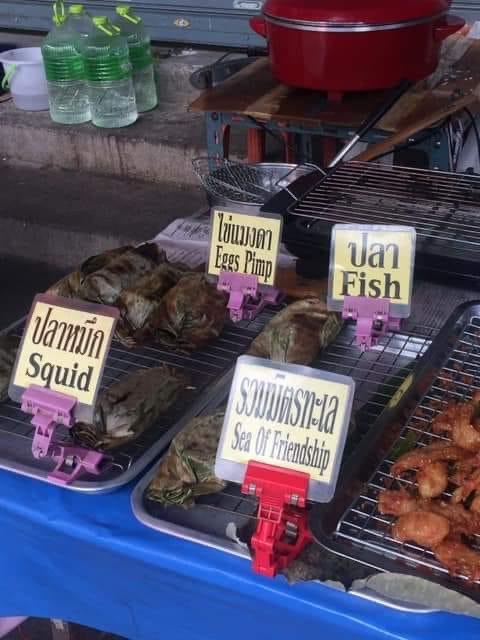 ไข่แมงดา
Eggs Pimp
ปลา
Fish
ปลาหมึก
Squid
รวมมิตรทะเล
Sea Of Friendship